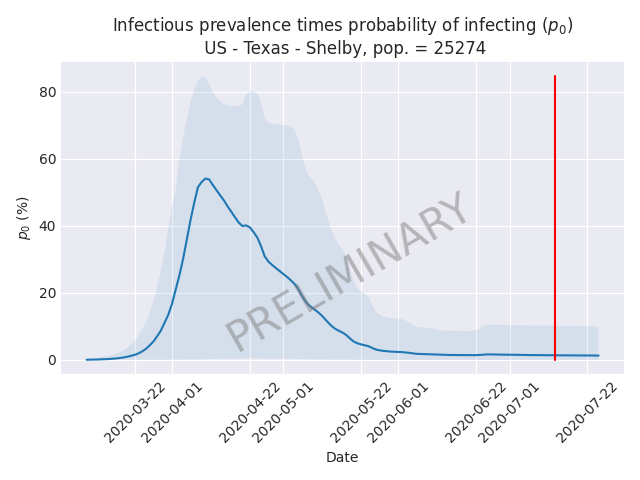 Infectious prevalence times probability of infecting (p₀)
US - Texas - Shelby, pop. = 25274
80
60
40
20
0
p₀ (%)
PRELIMINARY
2020-03-22
2020-04-01
2020-04-22
2020-05-01
2020-05-22
2020-06-01
2020-06-22
2020-07-01
2020-07-22
Date